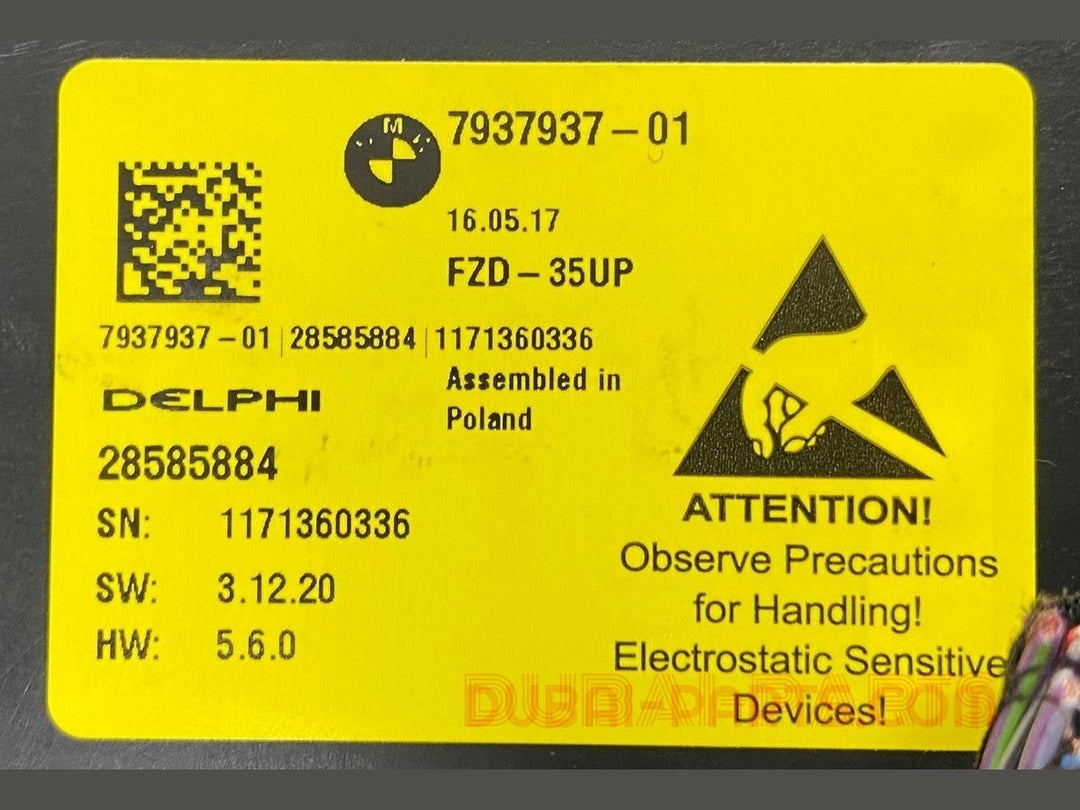 7937937-01
16.05.17
FZD-35UP
7937937-01|28585884|1171360336
Assembled in
Poland
DELPHI
28585884
SN: 1171360336
SW: 3.12.20
HW: 5.6.0
ATTENTION!
Observe Precautions
for Handling!
Electrostatic Sensitive
Devices!